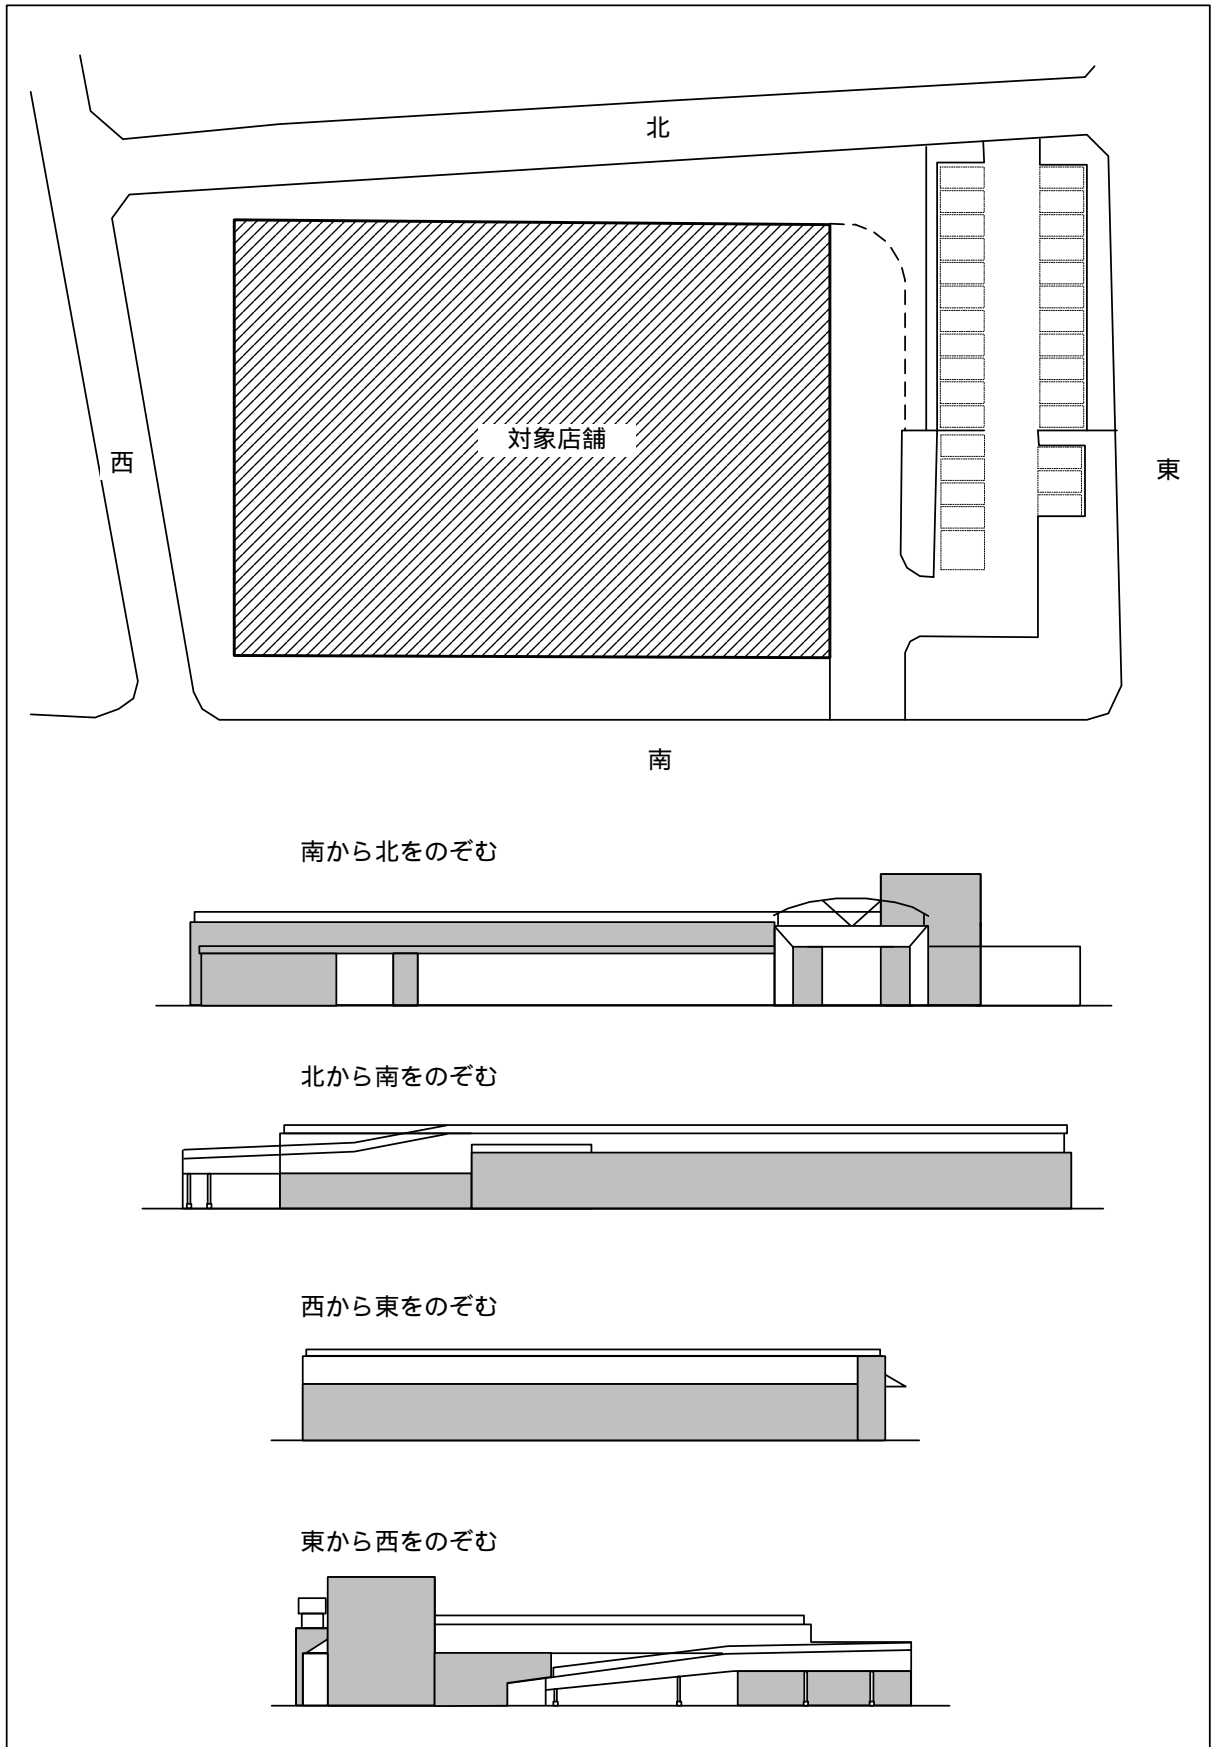 北
対象店舗
西
東
南
南から北をのぞむ
北から南をのぞむ
西から東をのぞむ
東から西をのぞむ